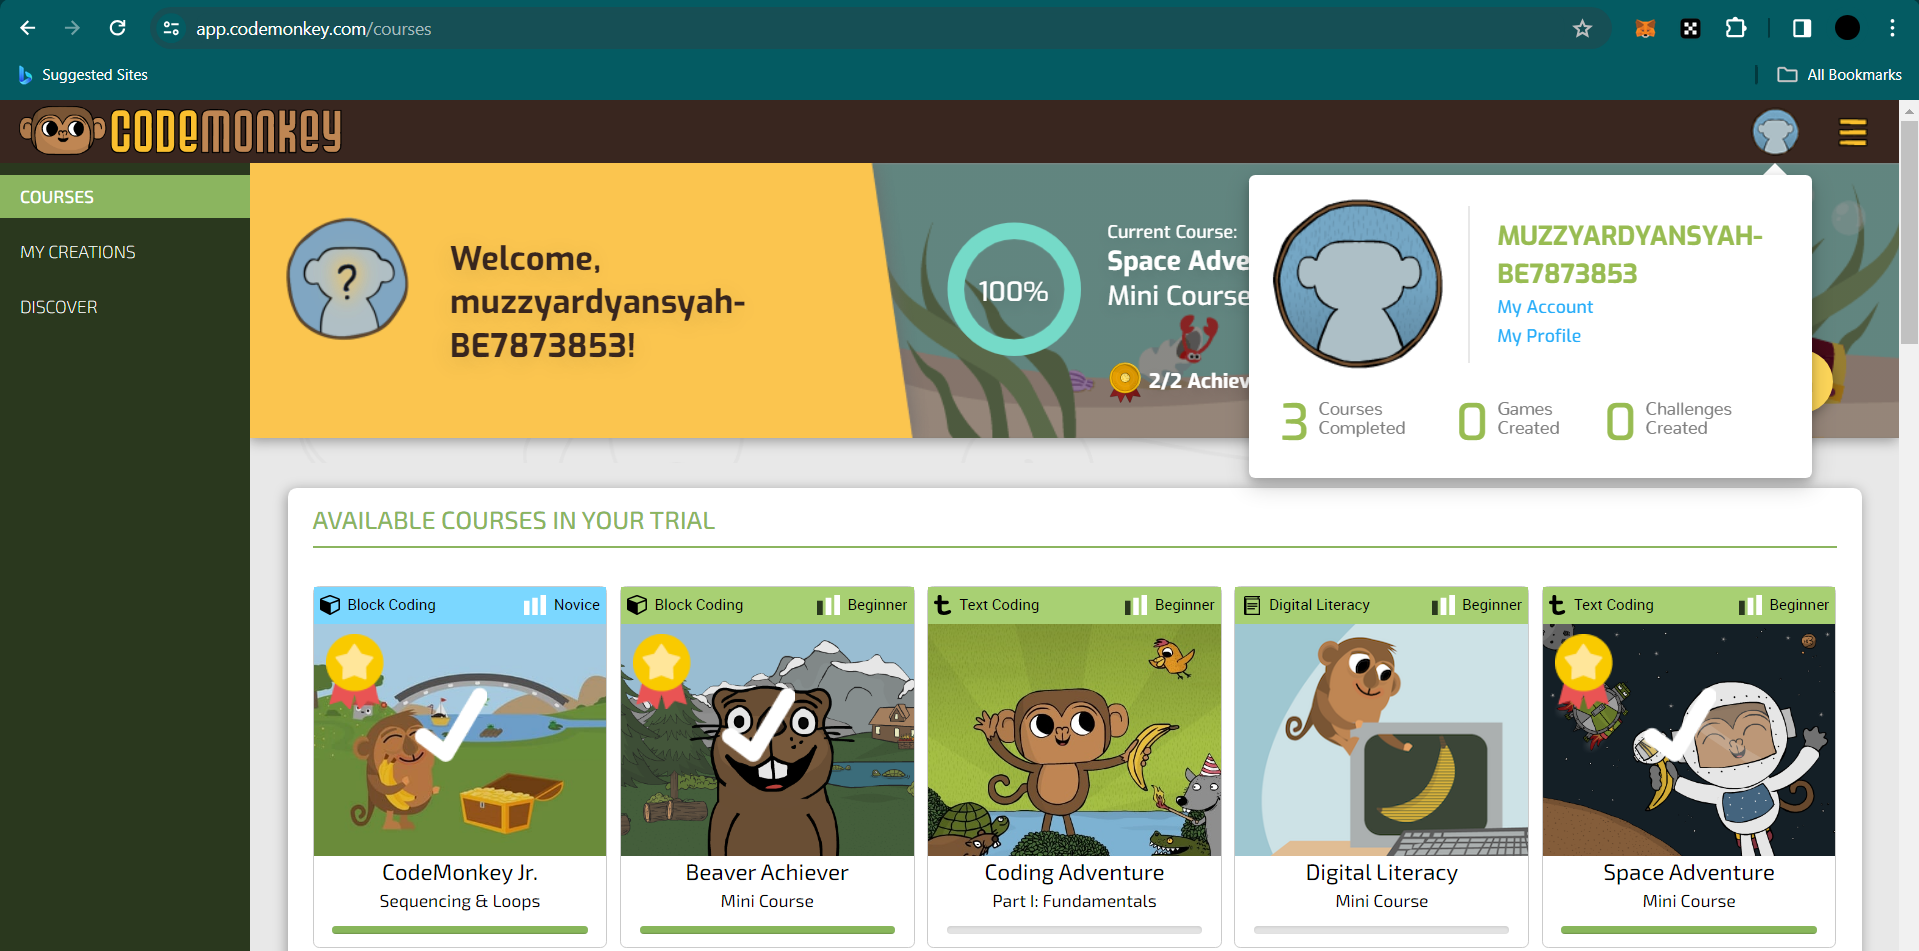 app.codemonkey.com/courses
Suggested Sites
All Bookmarks
CODEMONKEY
COURSES
MY CREATIONS
DISCOVER
?
Welcome,
muzzyardyansyah-
BE7873853!
100%
Current Course:
Space Adve
Mini Course
2/2 Achiev
MUZZYARDYANSYAH-
BE7873853
My Account
My Profile
3 Courses Completed
0 Games Created
0 Challenges Created
AVAILABLE COURSES IN YOUR TRIAL
Block Coding Novice
CodeMonkey Jr.
Sequencing & Loops
Block Coding Beginner
Beaver Achiever
Mini Course
Text Coding Beginner
Coding Adventure
Part I: Fundamentals
Digital Literacy Beginner
Digital Literacy
Mini Course
Text Coding Beginner
Space Adventure
Mini Course